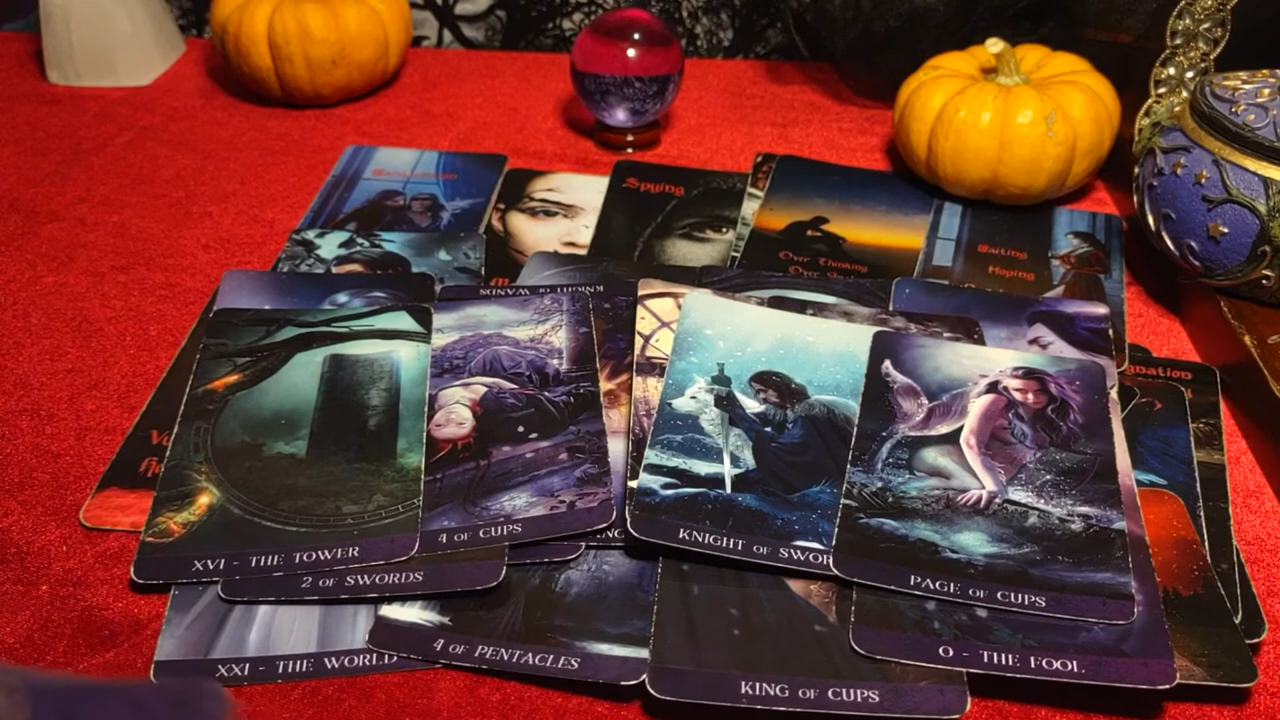 Spying
Over Thinking
Waiting
Hoping
KNIGHT OF WANDS
XVI - THE TOWER
4 OF CUPS
KNIGHT OF
PAGE OF CUPS
2 OF SWORDS
XXI - THE WORLD
4 OF PENTACLES
KING OF CUPS
0 - THE FOOL